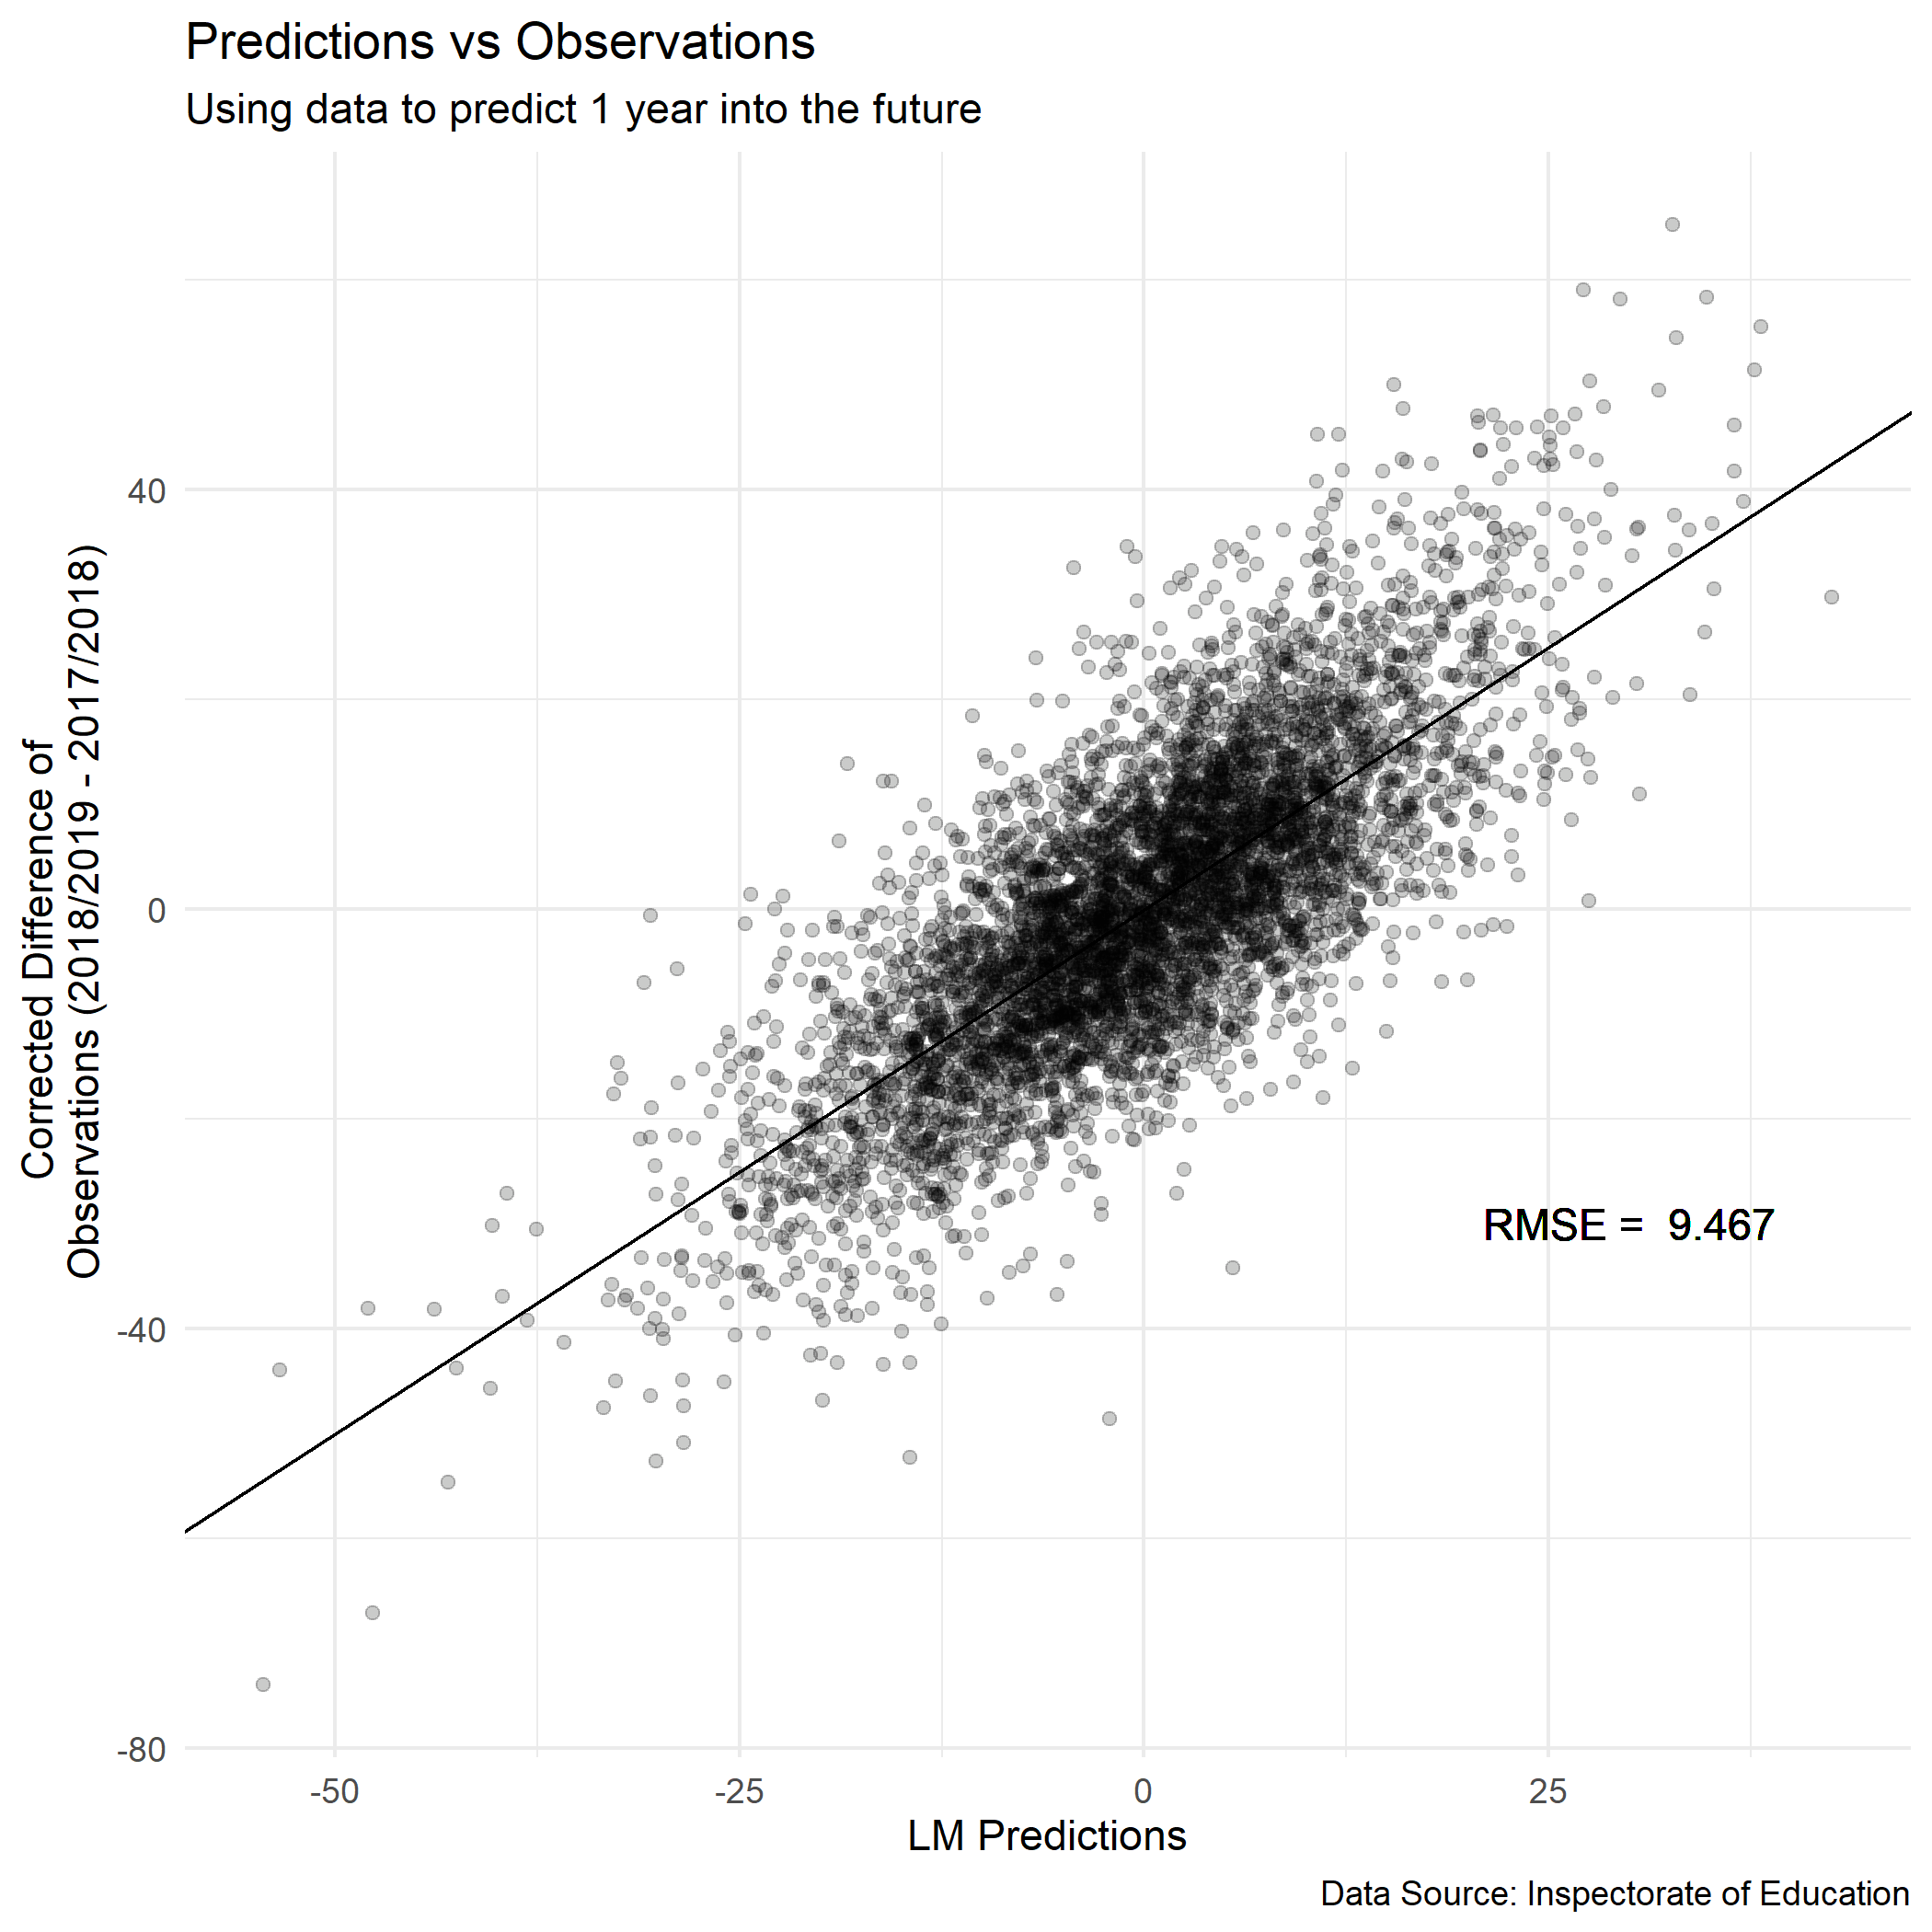 Predictions vs Observations
Using data to predict 1 year into the future
Corrected Difference of
Observations (2018/2019 - 2017/2018)
40
0
-40
-80
RMSE =  9.467
-50
-25
0
25
LM Predictions
Data Source: Inspectorate of Education